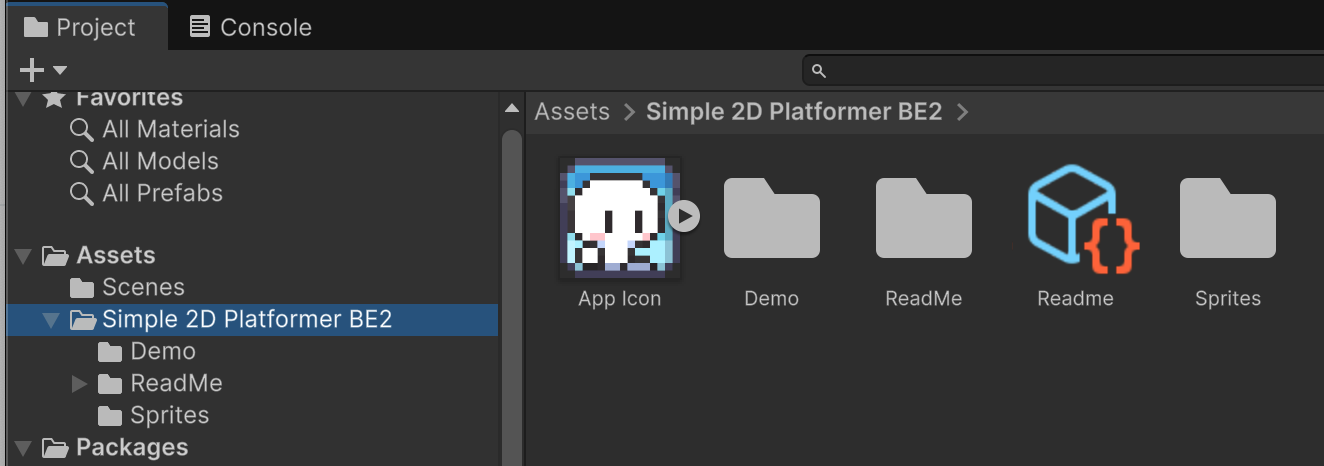 Project
Console
Favorites
All Materials
All Models
All Prefabs
Assets
Scenes
Simple 2D Platformer BE2
Demo
ReadMe
Sprites
Packages
Assets > Simple 2D Platformer BE2 >
App Icon
Demo
ReadMe
Readme
Sprites